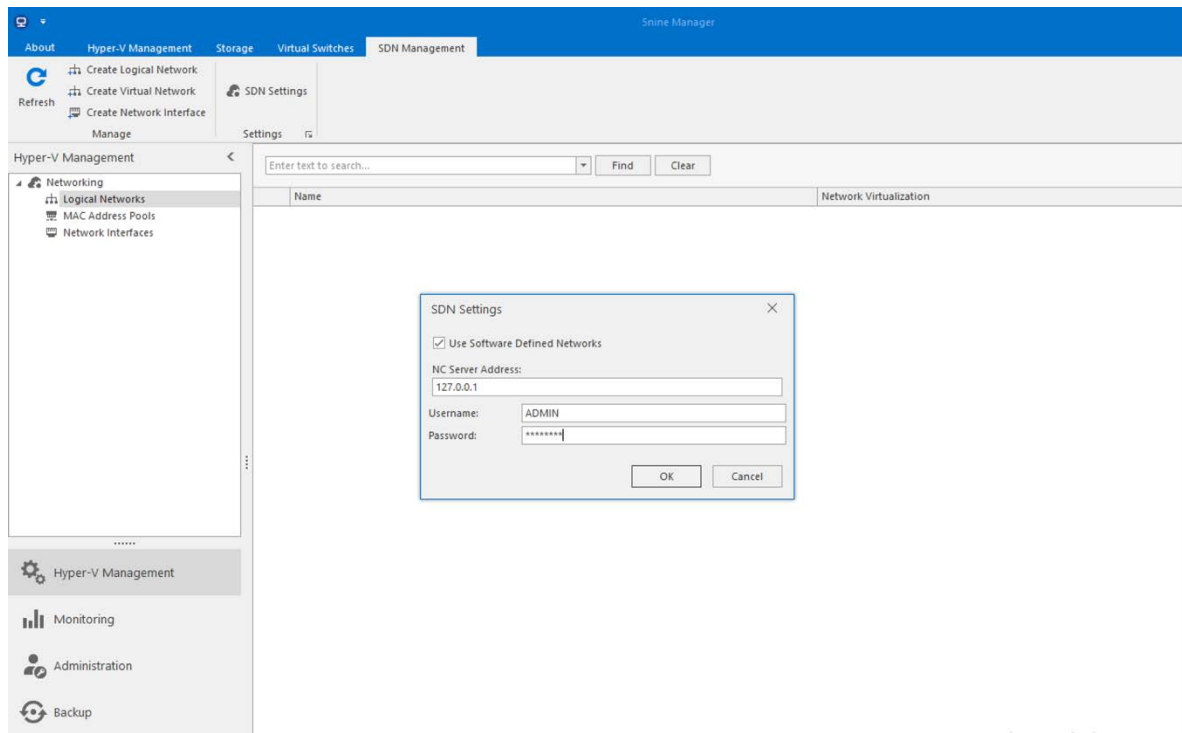 5nine Manager
About Hyper-V Management Storage Virtual Switches SDN Management
Refresh
Create Logical Network
Create Virtual Network
Create Network Interface
Manage
SDN Settings
Settings
Hyper-V Management
Networking
Logical Networks
MAC Address Pools
Network Interfaces
Enter text to search... Find Clear
Name Network Virtualization
SDN Settings
Use Software Defined Networks
NC Server Address:
127.0.0.1
Username: ADMIN
Password: ********
OK Cancel
Hyper-V Management
Monitoring
Administration
Backup